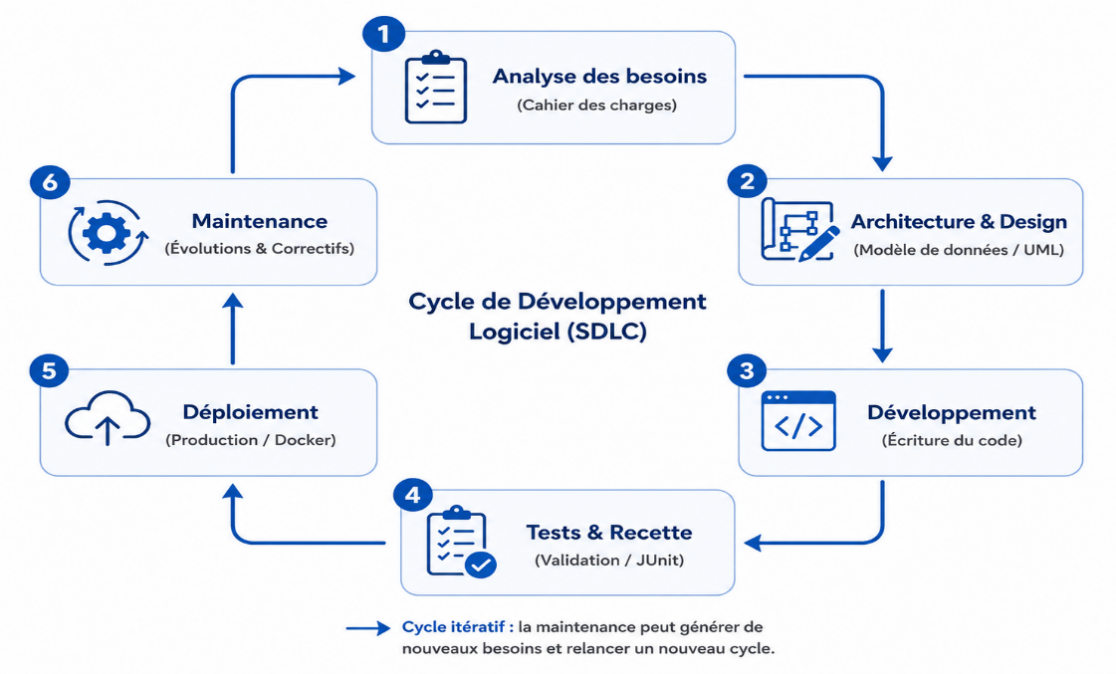 1
Analyse des besoins
(Cahier des charges)
2
Architecture & Design
(Modèle de données / UML)
3
Développement
(Écriture du code)
4
Tests & Recette
(Validation / JUnit)
5
Déploiement
(Production / Docker)
6
Maintenance
(Évolutions & Correctifs)
Cycle de Développement
Logiciel (SDLC)
</>
Cycle itératif : la maintenance peut générer de
nouveaux besoins et relancer un nouveau cycle.